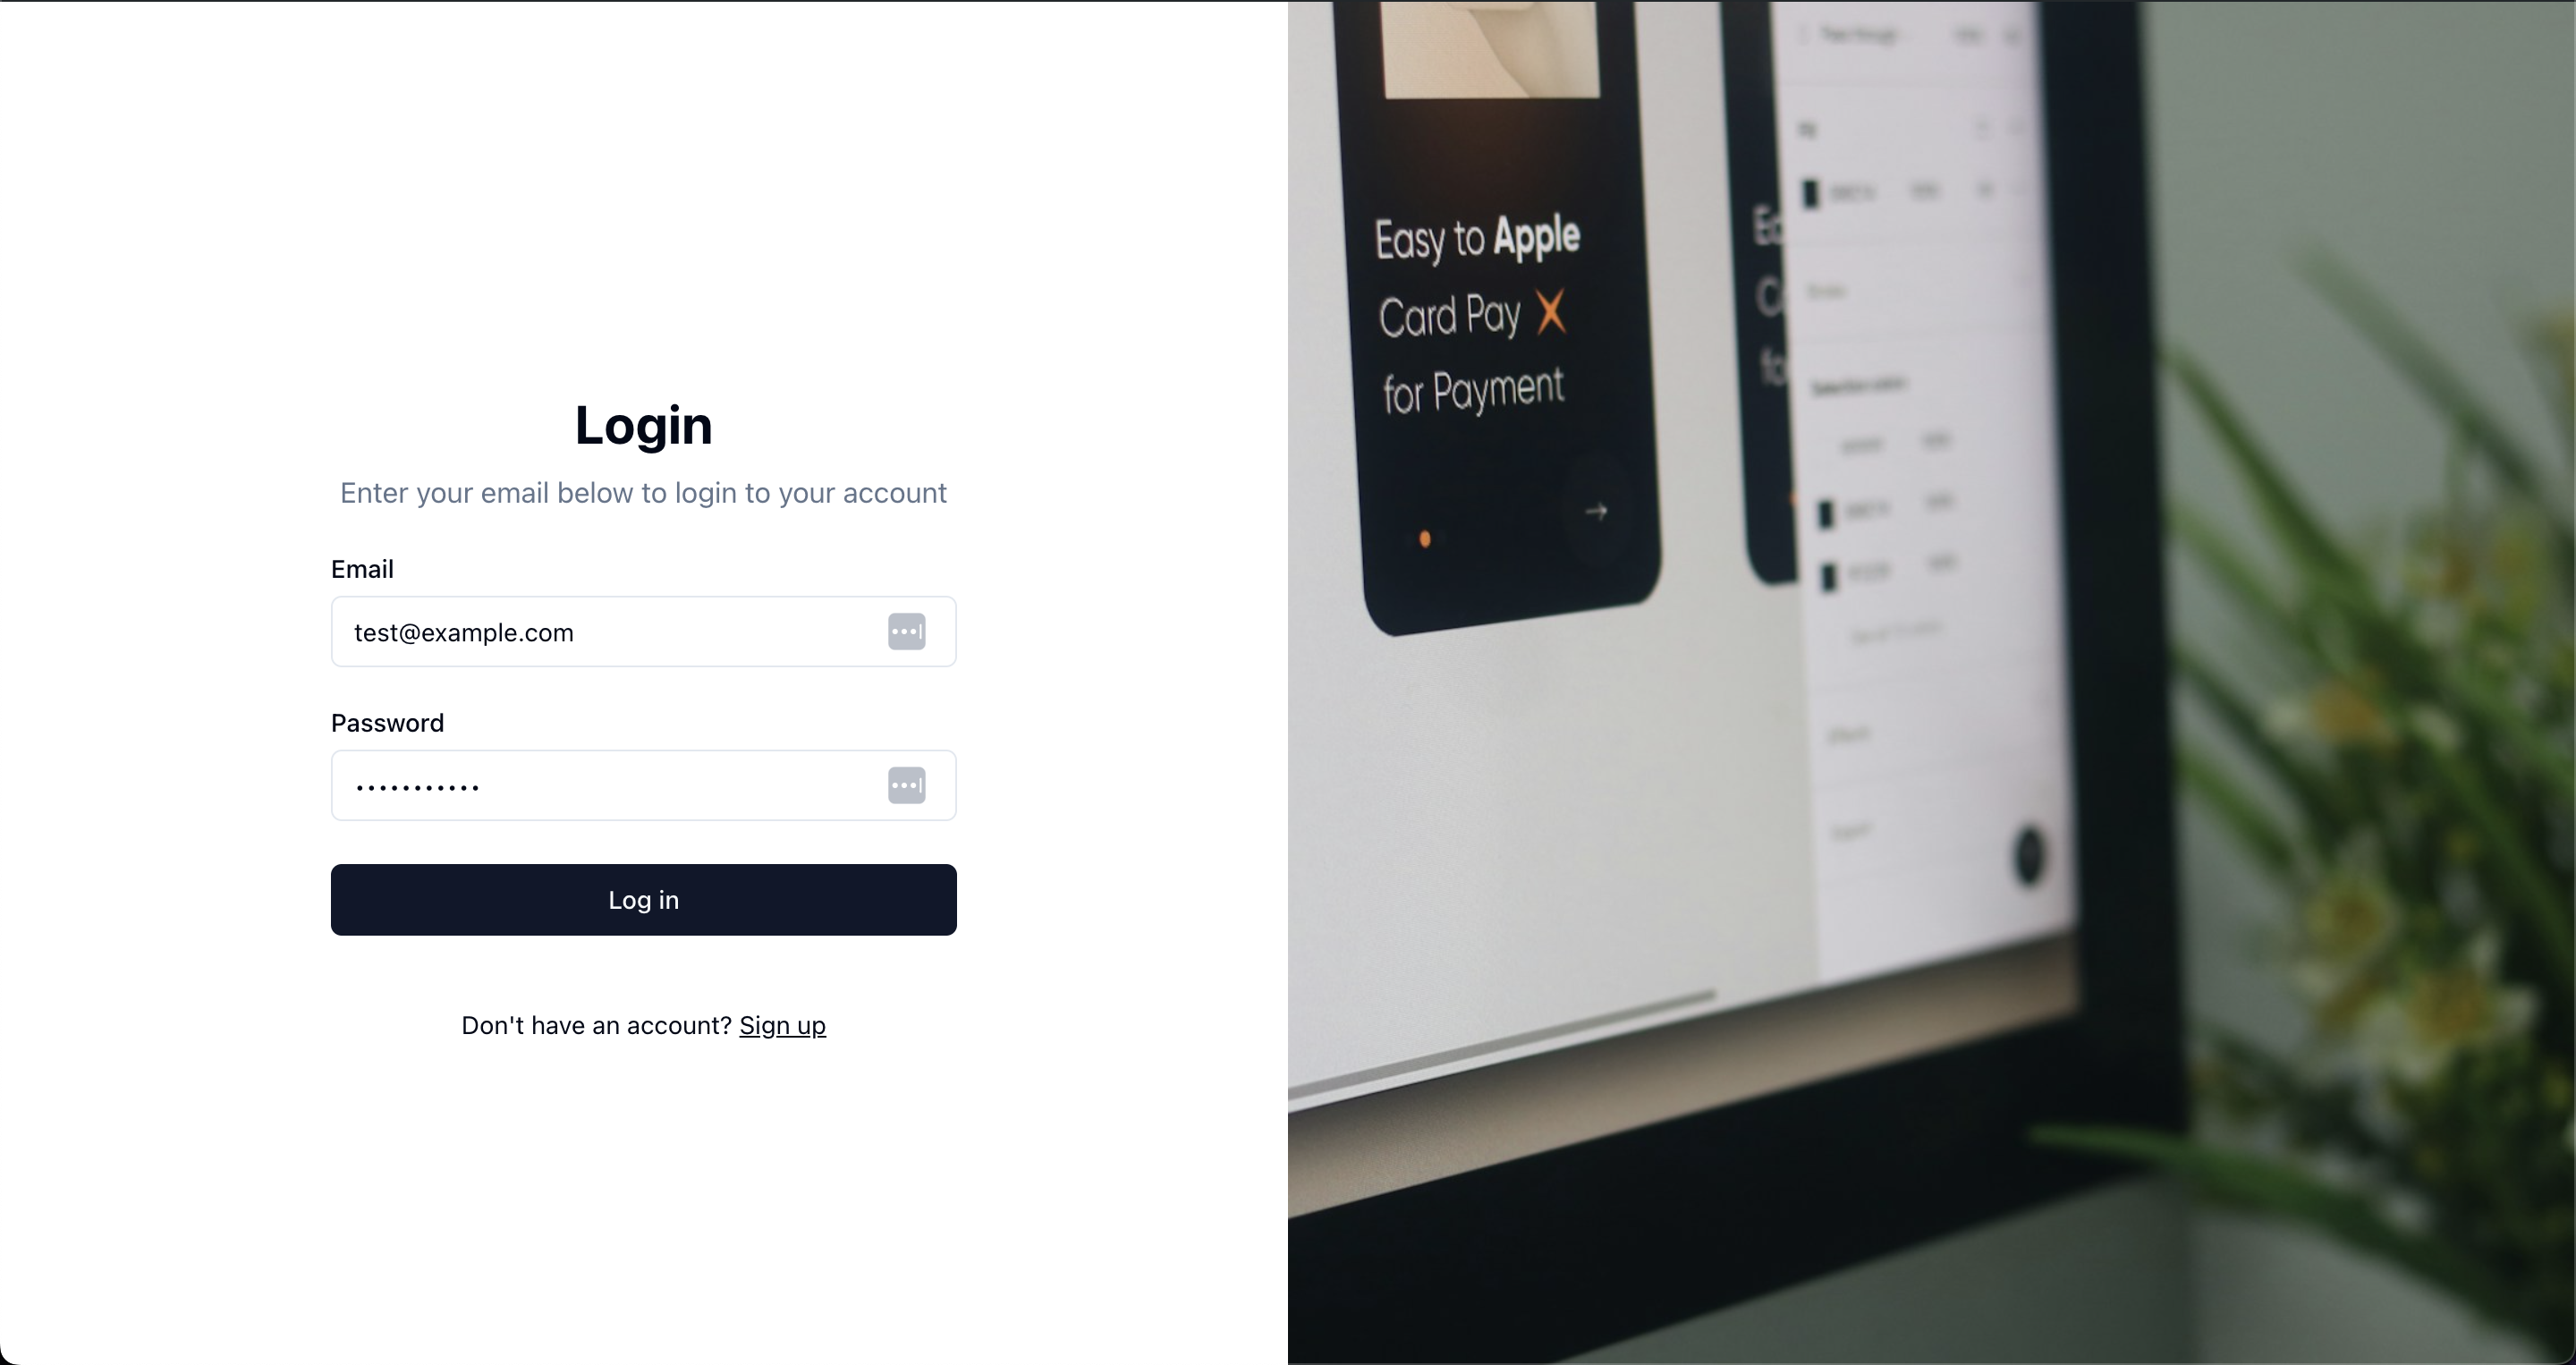 Login
Enter your email below to login to your account
Email
test@example.com
Password
•••••••••••
Log in
Don't have an account? Sign up
Easy to Apple
Card Pay
for Payment